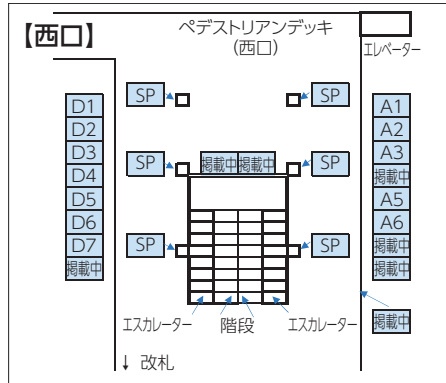 【西口】
ペデストリアンデッキ
(西口)
エレベーター
SP
SP
D1
D2
D3
D4
D5
D6
D7
掲載中
A1
A2
A3
掲載中
A5
A6
掲載中
掲載中
SP
掲載中 掲載中
SP
SP
SP
エスカレーター 階段 エスカレーター
掲載中
↓ 改札